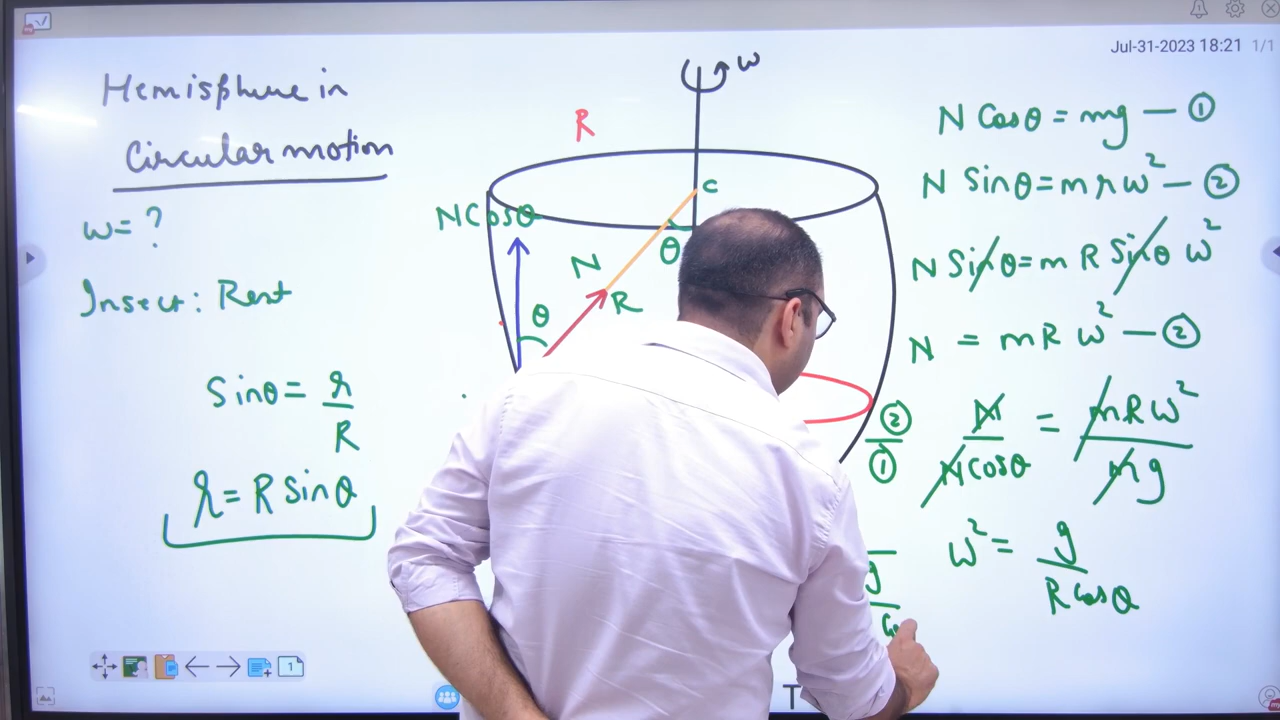 Jul-31-2023 18:21 1/1
Hemisphere in
Circular motion
ω = ?
Insect : Rest
Sinθ = r/R
r = R Sinθ
ω
R
C
NCosθ
θ
N
R
θ
N Cosθ = mg — ①
N Sinθ = m r ω² — ②
N Sinθ = m R Sinθ ω²
N = m R ω² — ②
②/① N/NCosθ = mRω²/mg
ω² = g/RCosθ
g
T
1